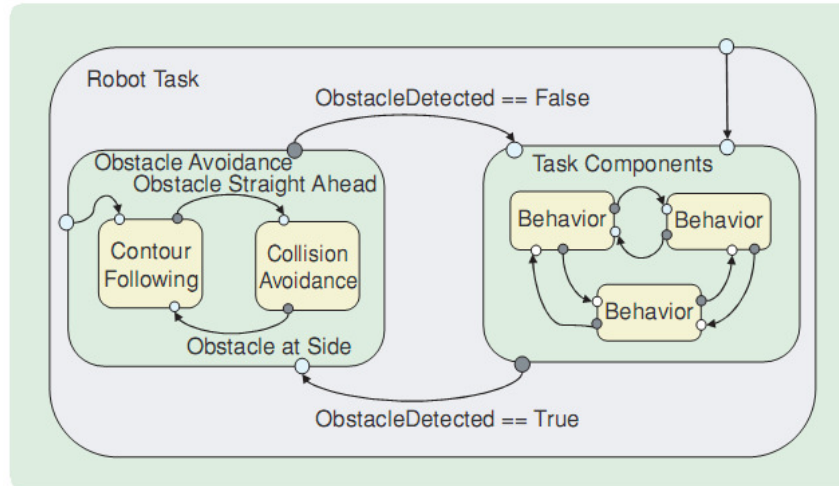 Robot Task
ObstacleDetected == False
Obstacle Avoidance
Obstacle Straight Ahead
Contour
Following
Collision
Avoidance
Obstacle at Side
Task Components
Behavior
Behavior
Behavior
ObstacleDetected == True